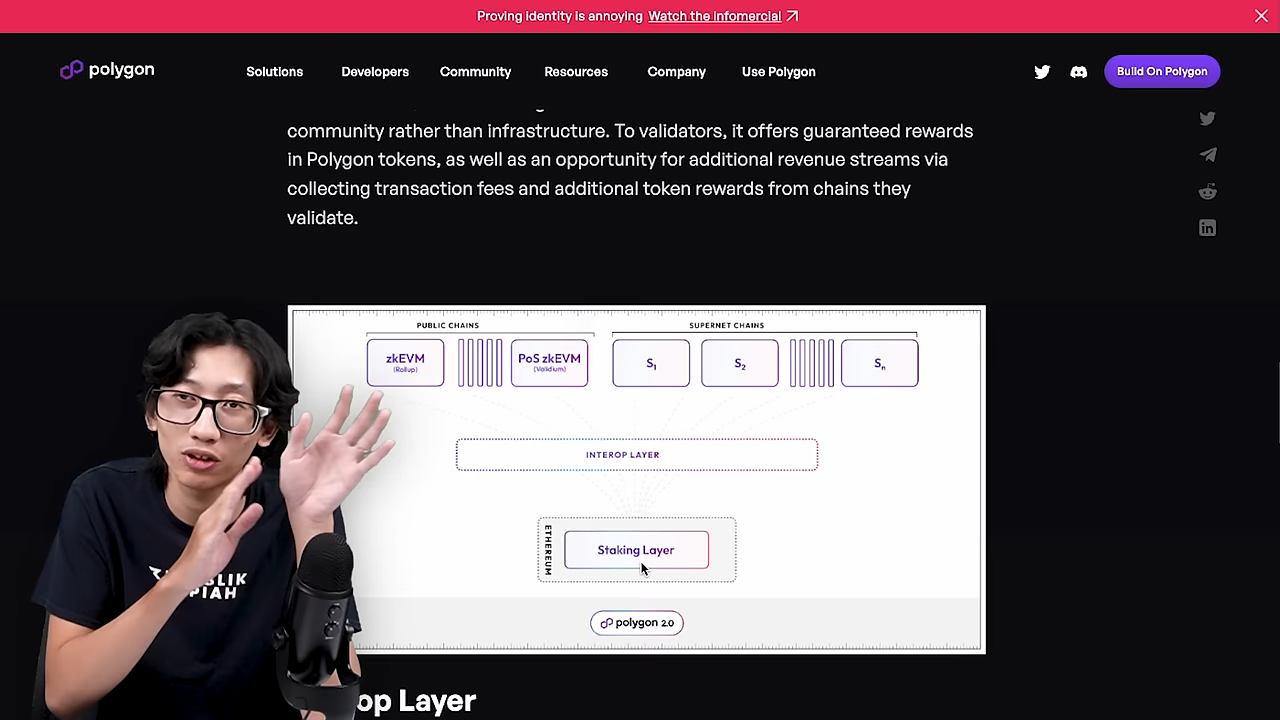 Proving identity is annoying Watch the infomercial
polygon
Solutions
Developers
Community
Resources
Company
Use Polygon
Build On Polygon
community rather than infrastructure. To validators, it offers guaranteed rewards
in Polygon tokens, as well as an opportunity for additional revenue streams via
collecting transaction fees and additional token rewards from chains they
validate.
PUBLIC CHAINS
SUPERNET CHAINS
zkEVM
(Rollup)
PoS zkEVM
(Validium)
S1
S2
Sn
INTEROP LAYER
ETHEREUM
Staking Layer
polygon 2.0
op Layer